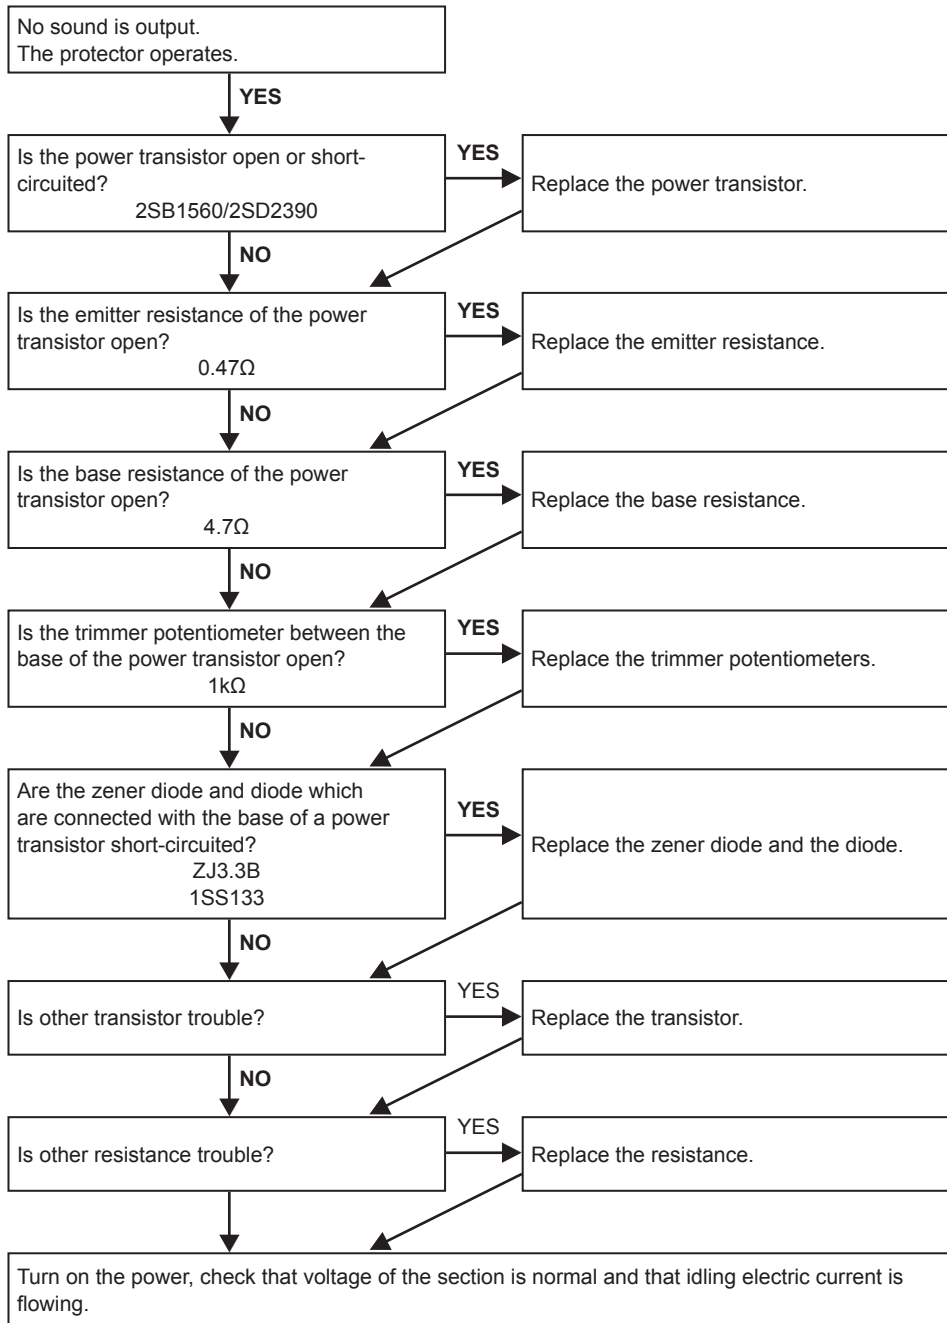 No sound is output.
The protector operates.
YES
Is the power transistor open or short-
circuited?
2SB1560/2SD2390
YES
Replace the power transistor.
NO
Is the emitter resistance of the power
transistor open?
0.47Ω
YES
Replace the emitter resistance.
NO
Is the base resistance of the power
transistor open?
4.7Ω
YES
Replace the base resistance.
NO
Is the trimmer potentiometer between the
base of the power transistor open?
1kΩ
YES
Replace the trimmer potentiometers.
NO
Are the zener diode and diode which
are connected with the base of a power
transistor short-circuited?
ZJ3.3B
1SS133
YES
Replace the zener diode and the diode.
NO
Is other transistor trouble?
YES
Replace the transistor.
NO
Is other resistance trouble?
YES
Replace the resistance.
Turn on the power, check that voltage of the section is normal and that idling electric current is
flowing.